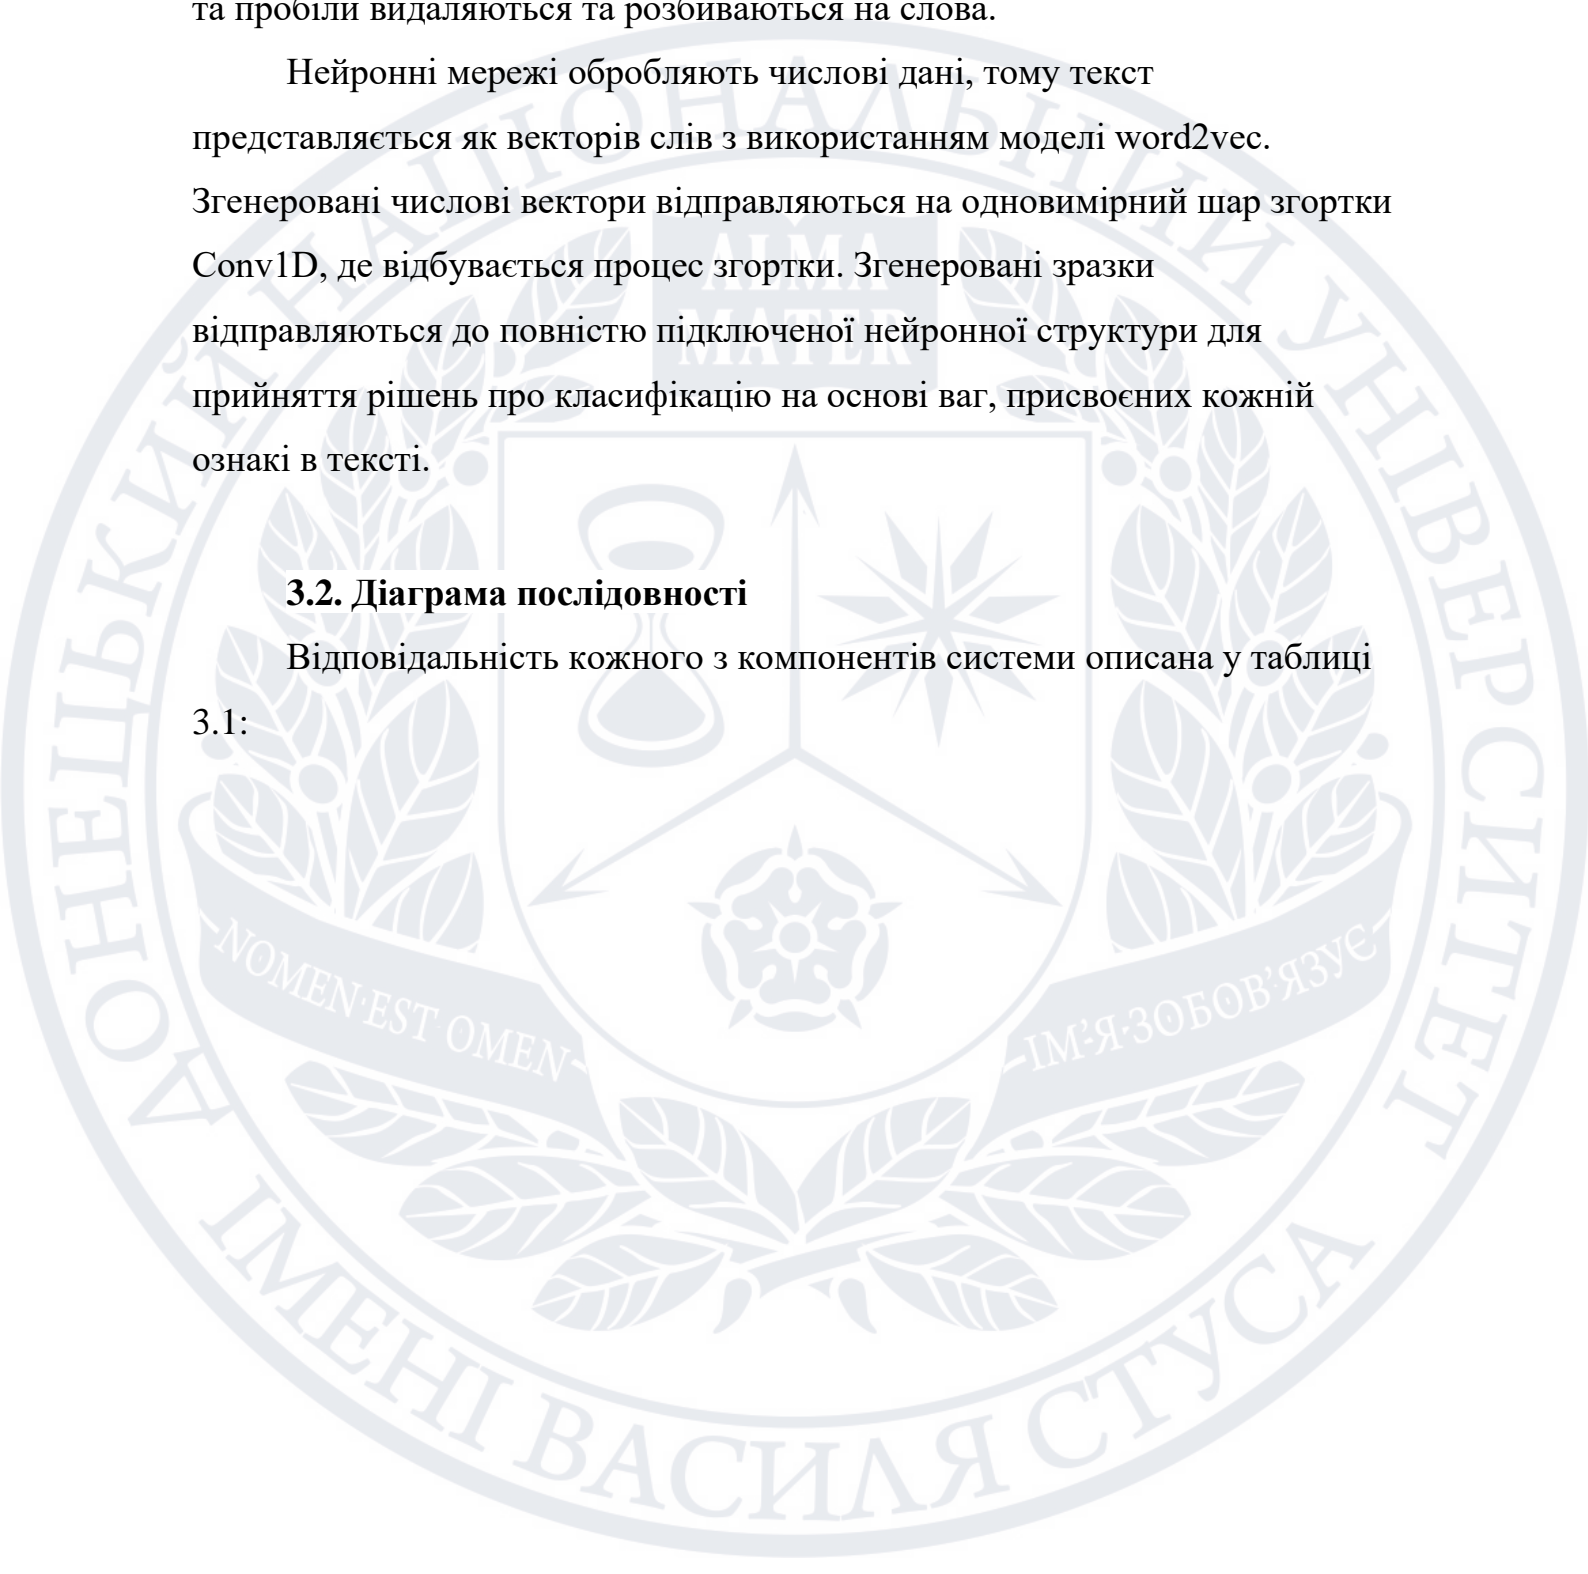 та пробіли видаляються та розбиваються на слова.
Нейронні мережі обробляють числові дані, тому текст
представляється як векторів слів з використанням моделі word2vec.
Згенеровані числові вектори відправляються на одновимірний шар згортки
Conv1D, де відбувається процес згортки. Згенеровані зразки
відправляються до повністю підключеної нейронної структури для
прийняття рішень про класифікацію на основі ваг, присвоєних кожній
ознакі в тексті.
3.2. Діаграма послідовності
Відповідальність кожного з компонентів системи описана у таблиці
3.1:
ДОНЕЦЬКИЙ НАЦІОНАЛЬНИЙ УНІВЕРСИТЕТ
ІМЕНІ ВАСИЛЯ СТУСА
ALMA
MATER
NOMEN·EST·OMEN
ІМ'Я·ЗОБОВ'ЯЗУЄ